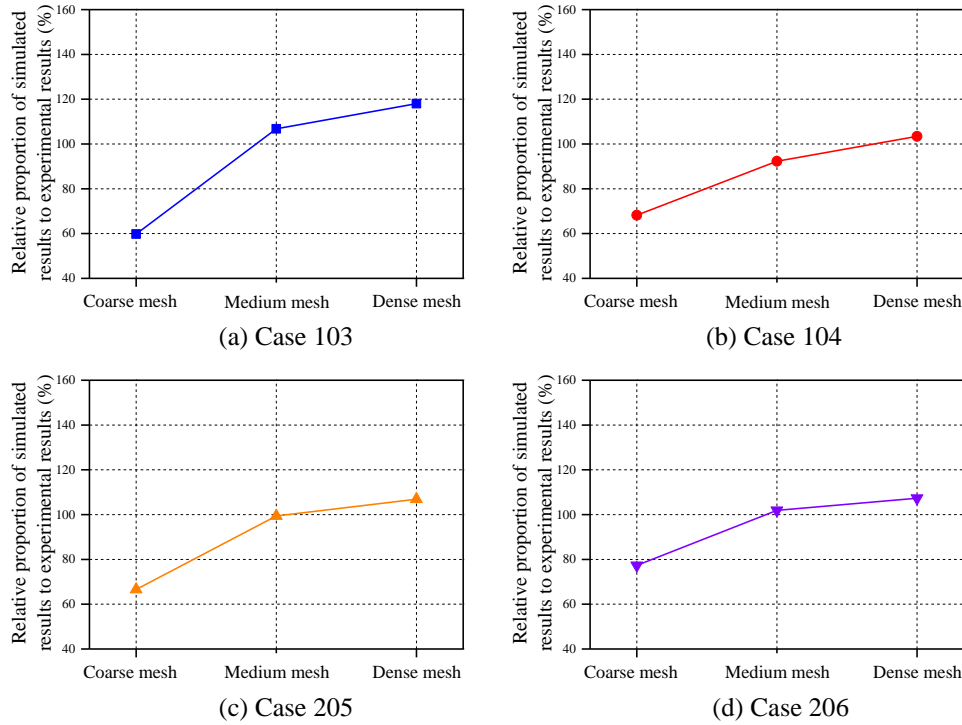 Relative proportion of simulated
results to experimental results (%)
160
140
120
100
80
60
40
Coarse mesh
Medium mesh
Dense mesh
(a) Case 103
Relative proportion of simulated
results to experimental results (%)
160
140
120
100
80
60
40
Coarse mesh
Medium mesh
Dense mesh
(b) Case 104
Relative proportion of simulated
results to experimental results (%)
160
140
120
100
80
60
40
Coarse mesh
Medium mesh
Dense mesh
(c) Case 205
Relative proportion of simulated
results to experimental results (%)
160
140
120
100
80
60
40
Coarse mesh
Medium mesh
Dense mesh
(d) Case 206